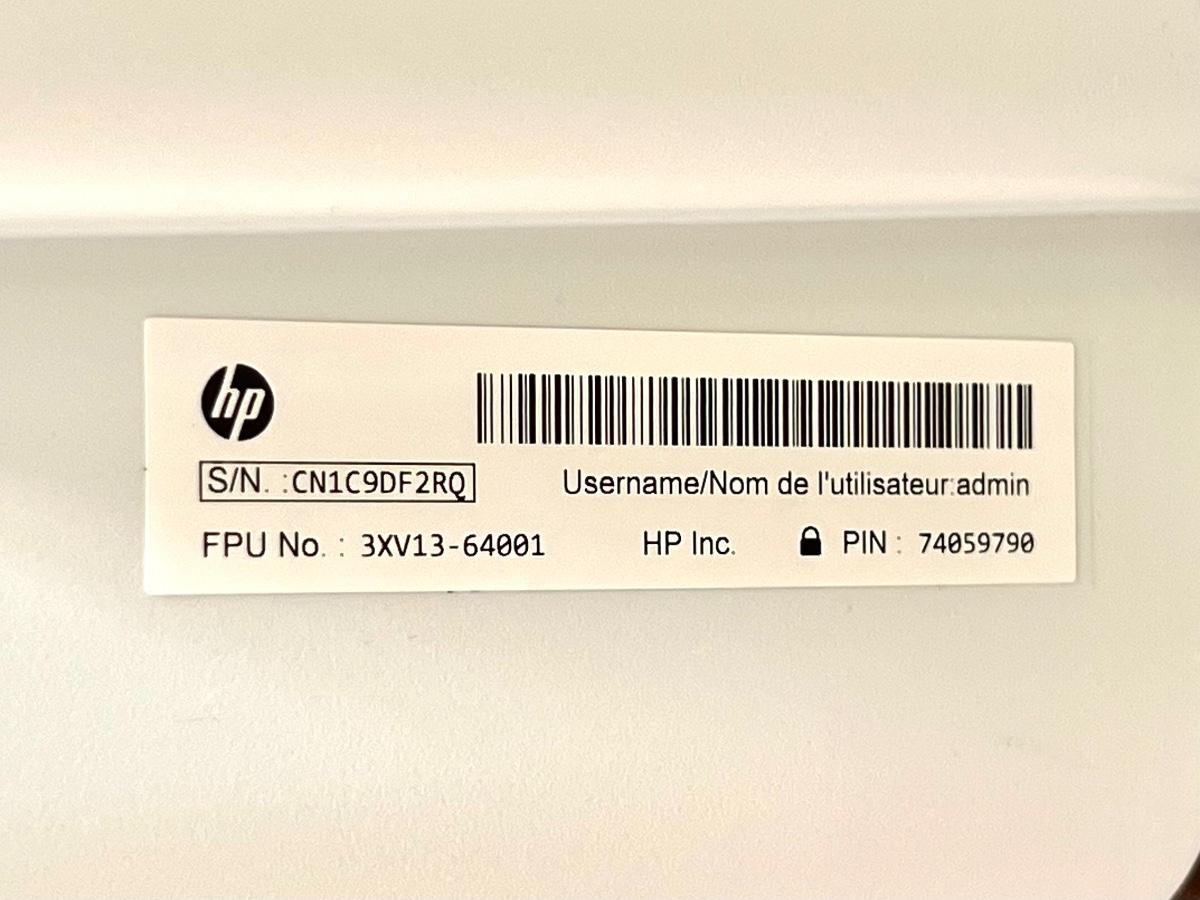 hp
S/N. :CN1C9DF2RQ
Username/Nom de l'utilisateur:admin
FPU No. : 3XV13-64001
HP Inc.
PIN : 74059790